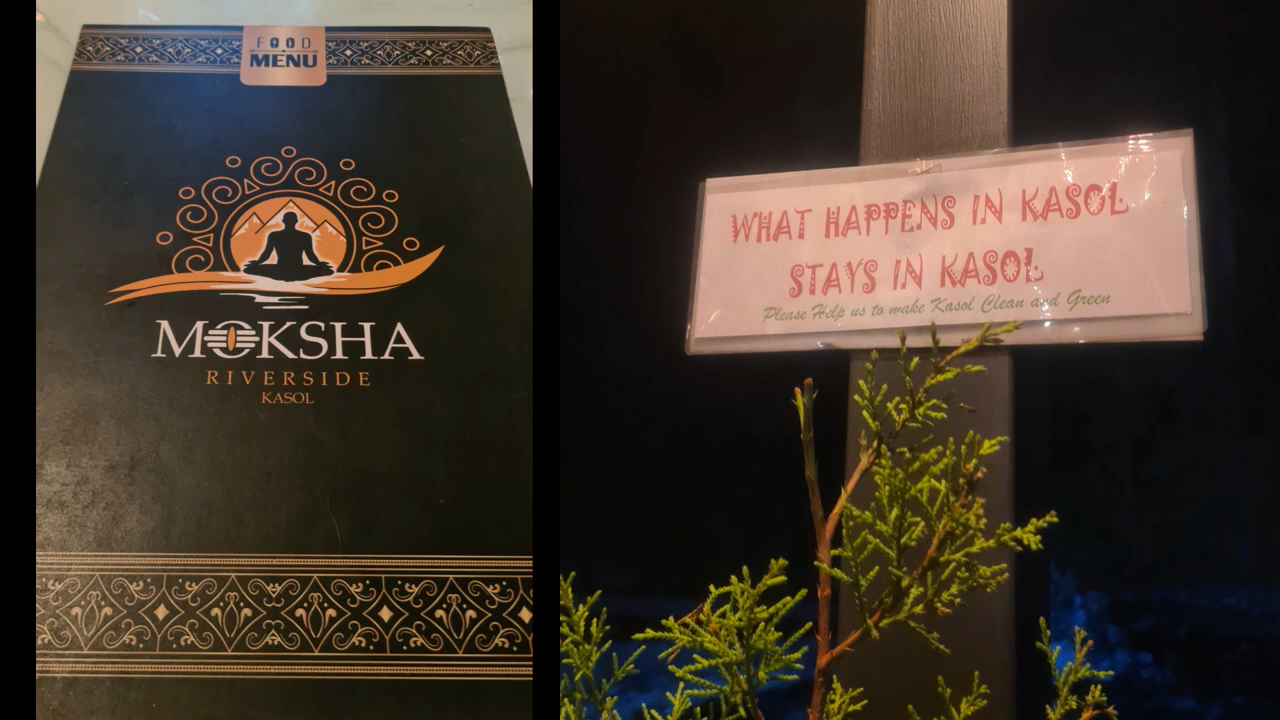 FOOD
MENU
MOKSHA
RIVERSIDE
KASOL
WHAT HAPPENS IN KASOL
STAYS IN KASOL
Please Help us to make Kasol Clean and Green